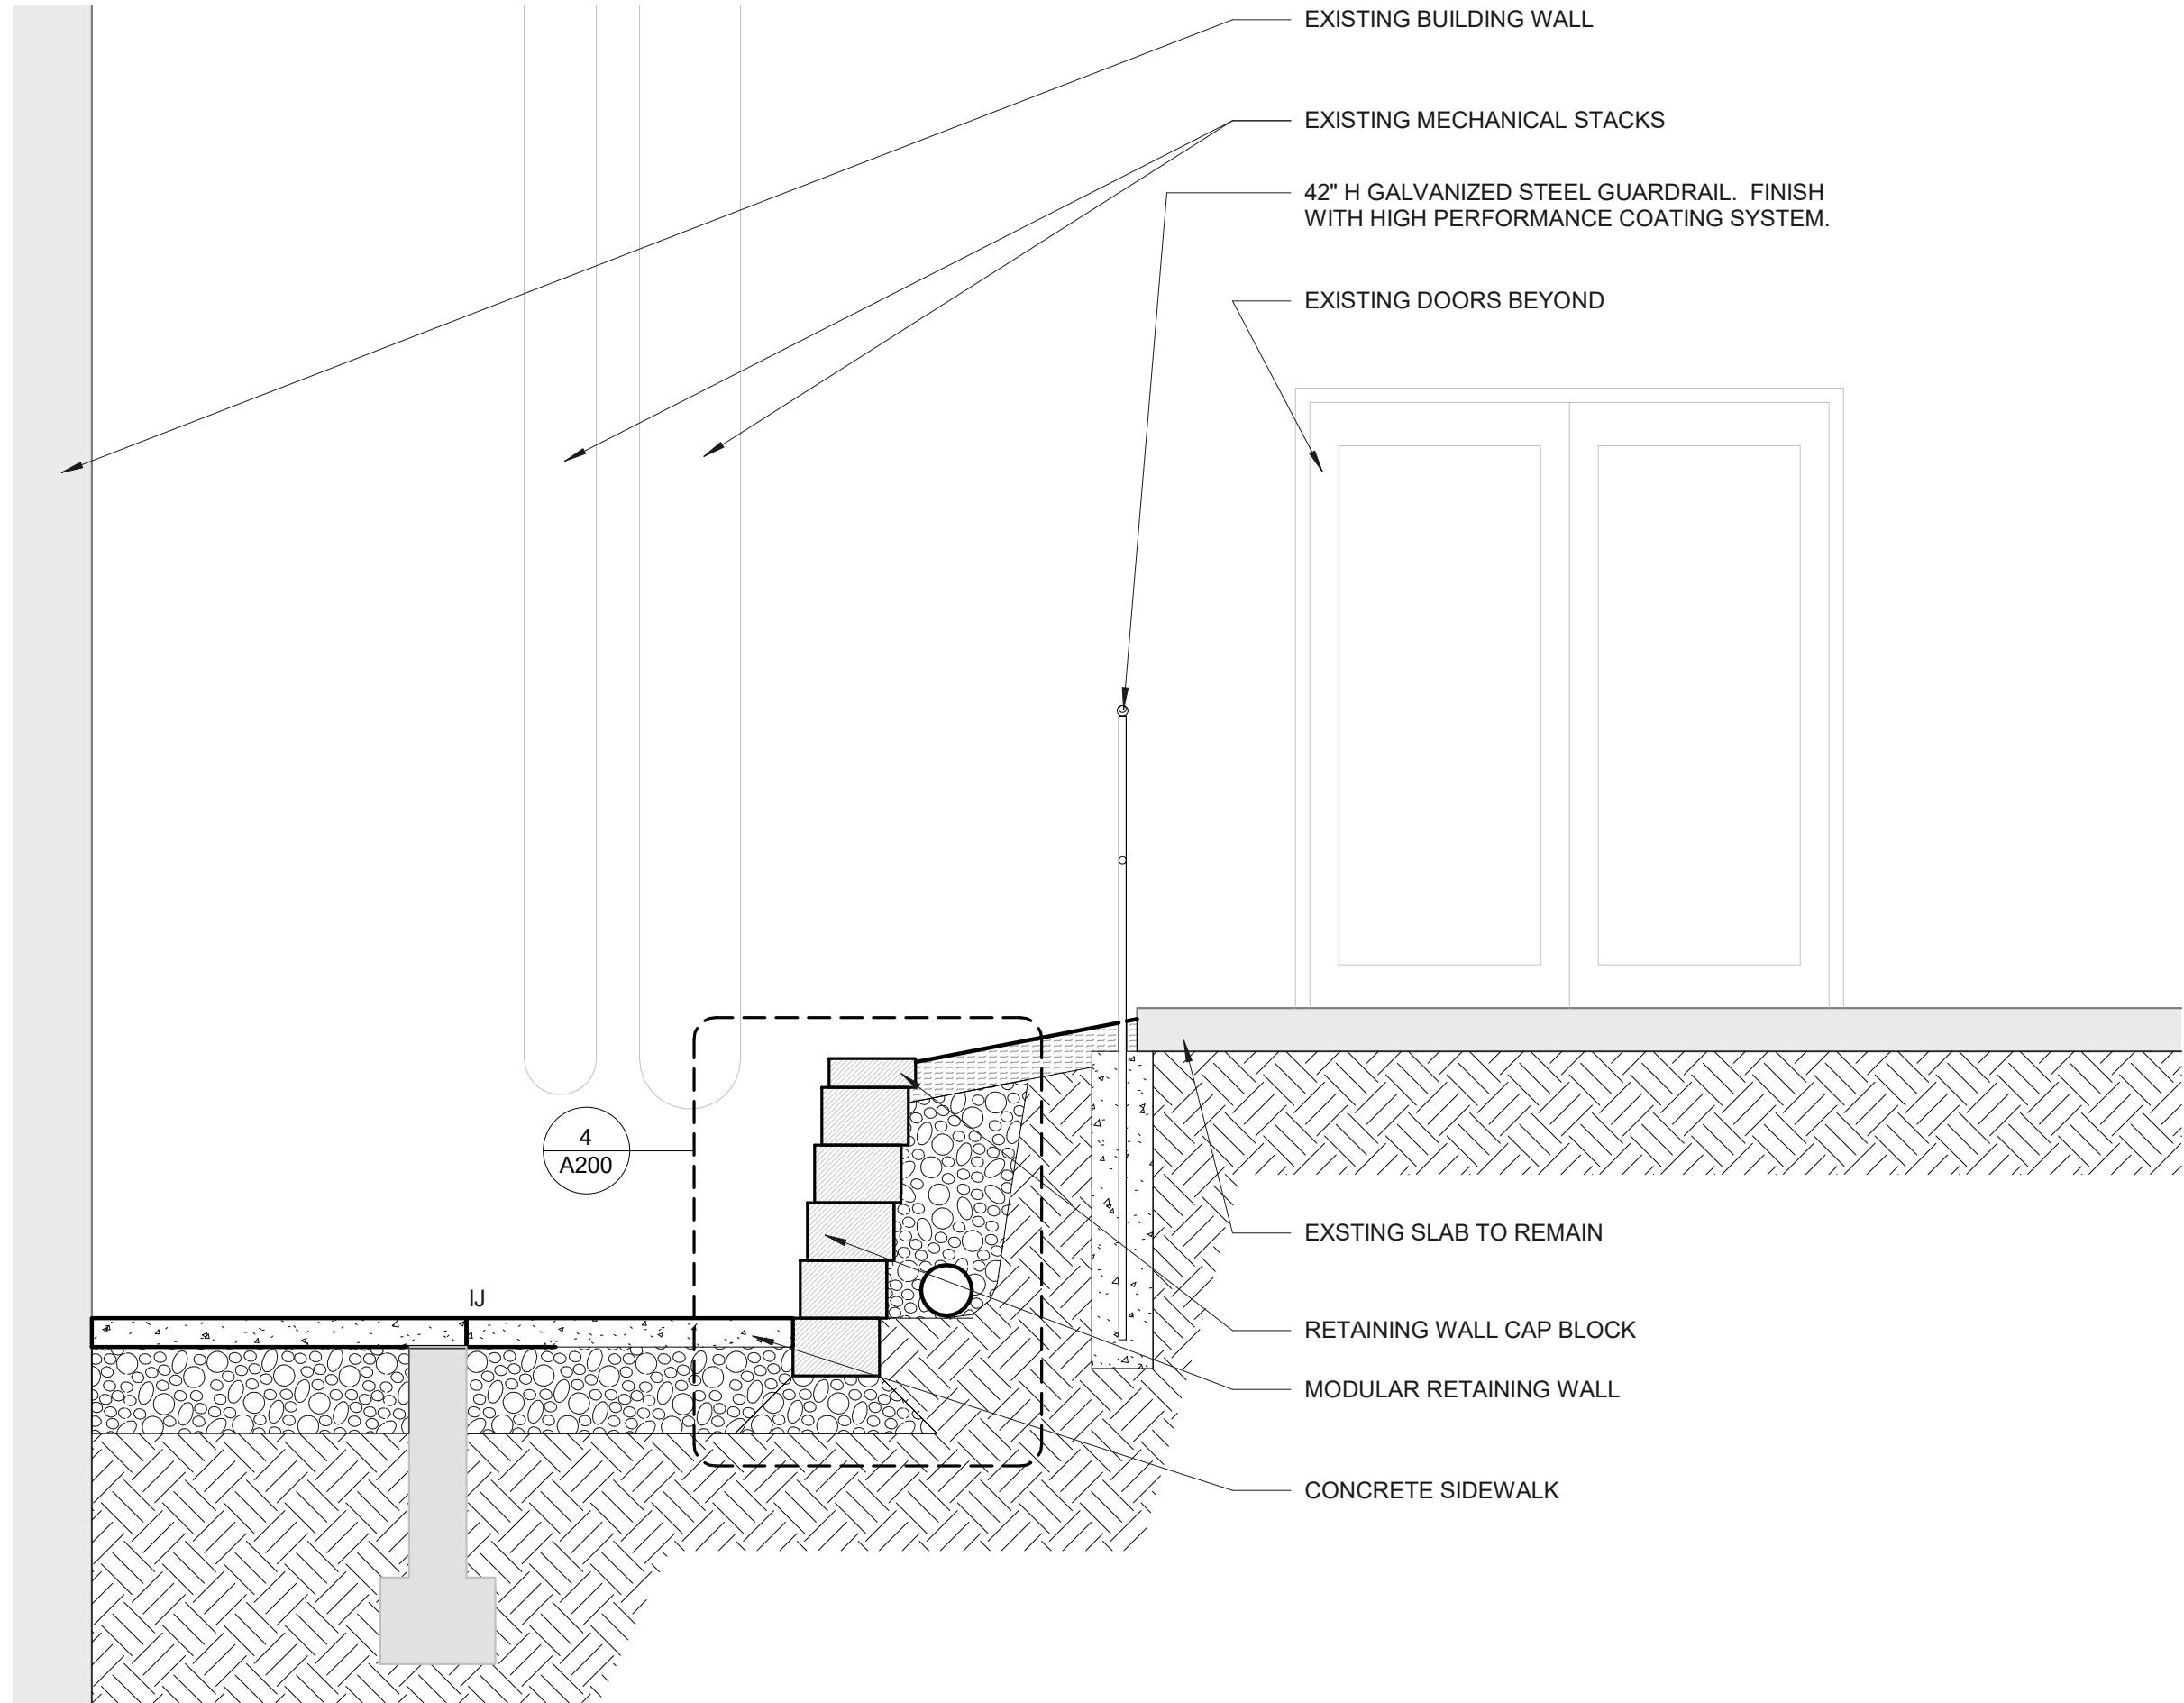 EXISTING BUILDING WALL
EXISTING MECHANICAL STACKS
42" H GALVANIZED STEEL GUARDRAIL. FINISH
WITH HIGH PERFORMANCE COATING SYSTEM.
EXISTING DOORS BEYOND
4
A200
EXSTING SLAB TO REMAIN
IJ
RETAINING WALL CAP BLOCK
MODULAR RETAINING WALL
CONCRETE SIDEWALK